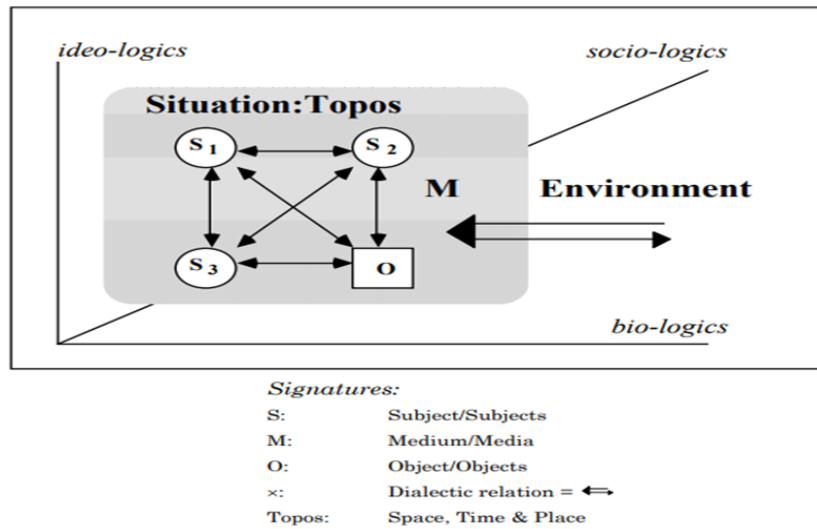 ideo-logics
socio-logics
Situation:Topos
S1 S2
M Environment
S3 O
bio-logics
Signatures:
S: Subject/Subjects
M: Medium/Media
O: Object/Objects
×: Dialectic relation = ⇆
Topos: Space, Time & Place